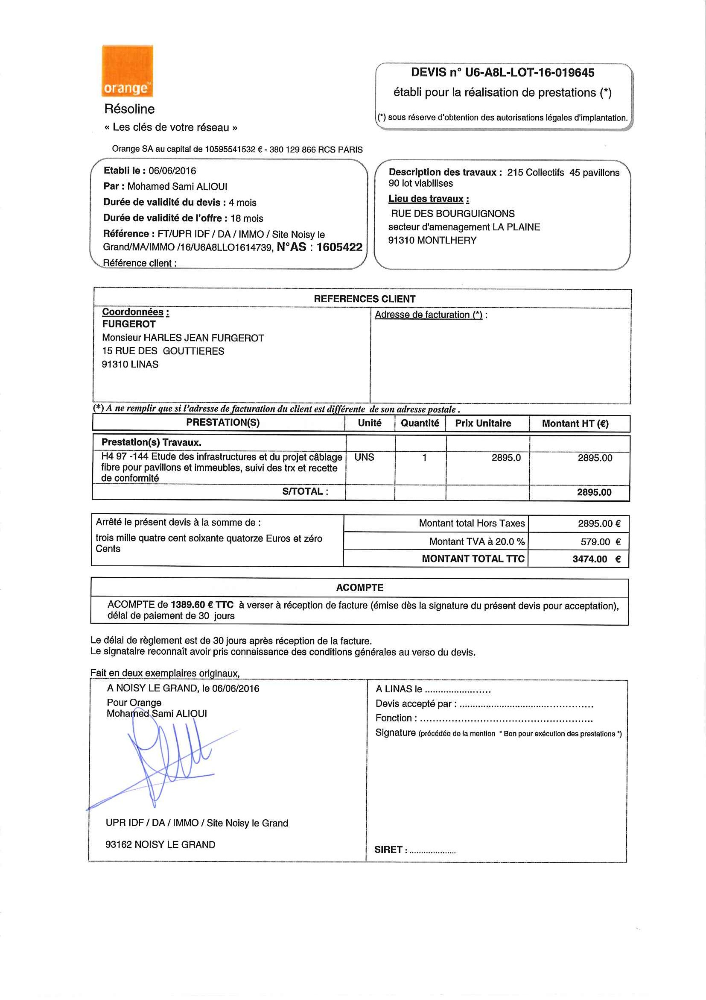 orange™
Résoline
« Les clés de votre réseau »
DEVIS n° U6-A8L-LOT-16-019645
établi pour la réalisation de prestations (*)
(*) sous réserve d'obtention des autorisations légales d'implantation.
Orange SA au capital de 10595541532 € - 380 129 866 RCS PARIS
Etabli le : 06/06/2016
Par : Mohamed Sami ALIOUI
Durée de validité du devis : 4 mois
Durée de validité de l'offre : 18 mois
Référence : FT/UPR IDF / DA / IMMO / Site Noisy le
Grand/MA/IMMO /16/U6A8LLO1614739, N°AS : 1605422
Référence client :
Description des travaux : 215 Collectifs 45 pavillons
90 lot viabilises
Lieu des travaux :
RUE DES BOURGUIGNONS
secteur d'amenagement LA PLAINE
91310 MONTLHERY
REFERENCES CLIENT
Coordonnées :
FURGEROT
Monsieur HARLES JEAN FURGEROT
15 RUE DES GOUTTIERES
91310 LINAS
Adresse de facturation (*) :
(*) A ne remplir que si l'adresse de facturation du client est différente de son adresse postale .
PRESTATION(S) Unité Quantité Prix Unitaire Montant HT (€)
Prestation(s) Travaux.
H4 97 -144 Etude des infrastructures et du projet câblage UNS 1 2895.0 2895.00
fibre pour pavillons et immeubles, suivi des trx et recette
de conformité
S/TOTAL : 2895.00
Arrêté le présent devis à la somme de :
trois mille quatre cent soixante quatorze Euros et zéro
Cents
Montant total Hors Taxes 2895.00 €
Montant TVA à 20.0 % 579.00 €
MONTANT TOTAL TTC 3474.00 €
ACOMPTE
ACOMPTE de 1389.60 € TTC à verser à réception de facture (émise dès la signature du présent devis pour acceptation),
délai de paiement de 30 jours
Le délai de règlement est de 30 jours après réception de la facture.
Le signataire reconnaît avoir pris connaissance des conditions générales au verso du devis.
Fait en deux exemplaires originaux,
A NOISY LE GRAND, le 06/06/2016
Pour Orange
Mohamed Sami ALIOUI
UPR IDF / DA / IMMO / Site Noisy le Grand
93162 NOISY LE GRAND
A LINAS le .......................
Devis accepté par : ...............................................
Fonction : .............................................................
Signature (précédée de la mention " Bon pour exécution des prestations ")
SIRET : ....................